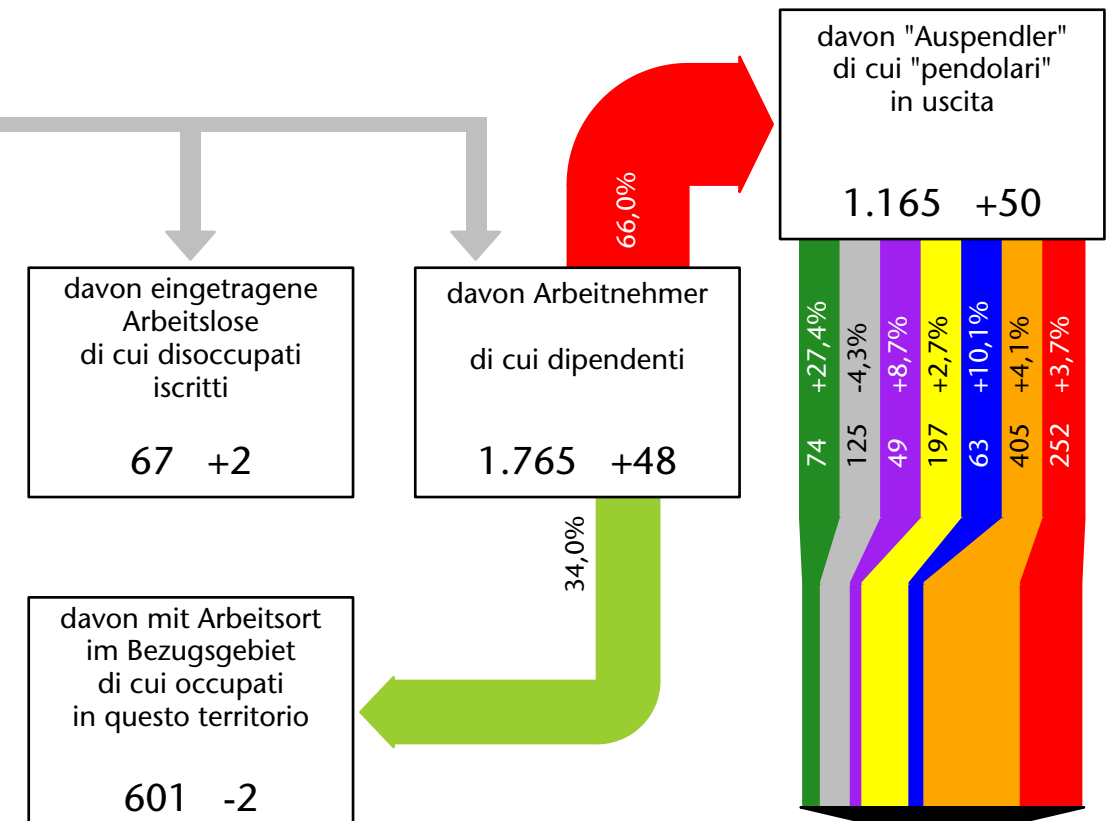 davon "Auspendler"
di cui "pendolari"
in uscita
1.165 +50
66,0%
davon eingetragene
Arbeitslose
di cui disoccupati
iscritti
67 +2
davon Arbeitnehmer
di cui dipendenti
1.765 +48
74 +27,4%
125 -4,3%
49 +8,7%
197 +2,7%
63 +10,1%
405 +4,1%
252 +3,7%
34,0%
davon mit Arbeitsort
im Bezugsgebiet
di cui occupati
in questo territorio
601 -2